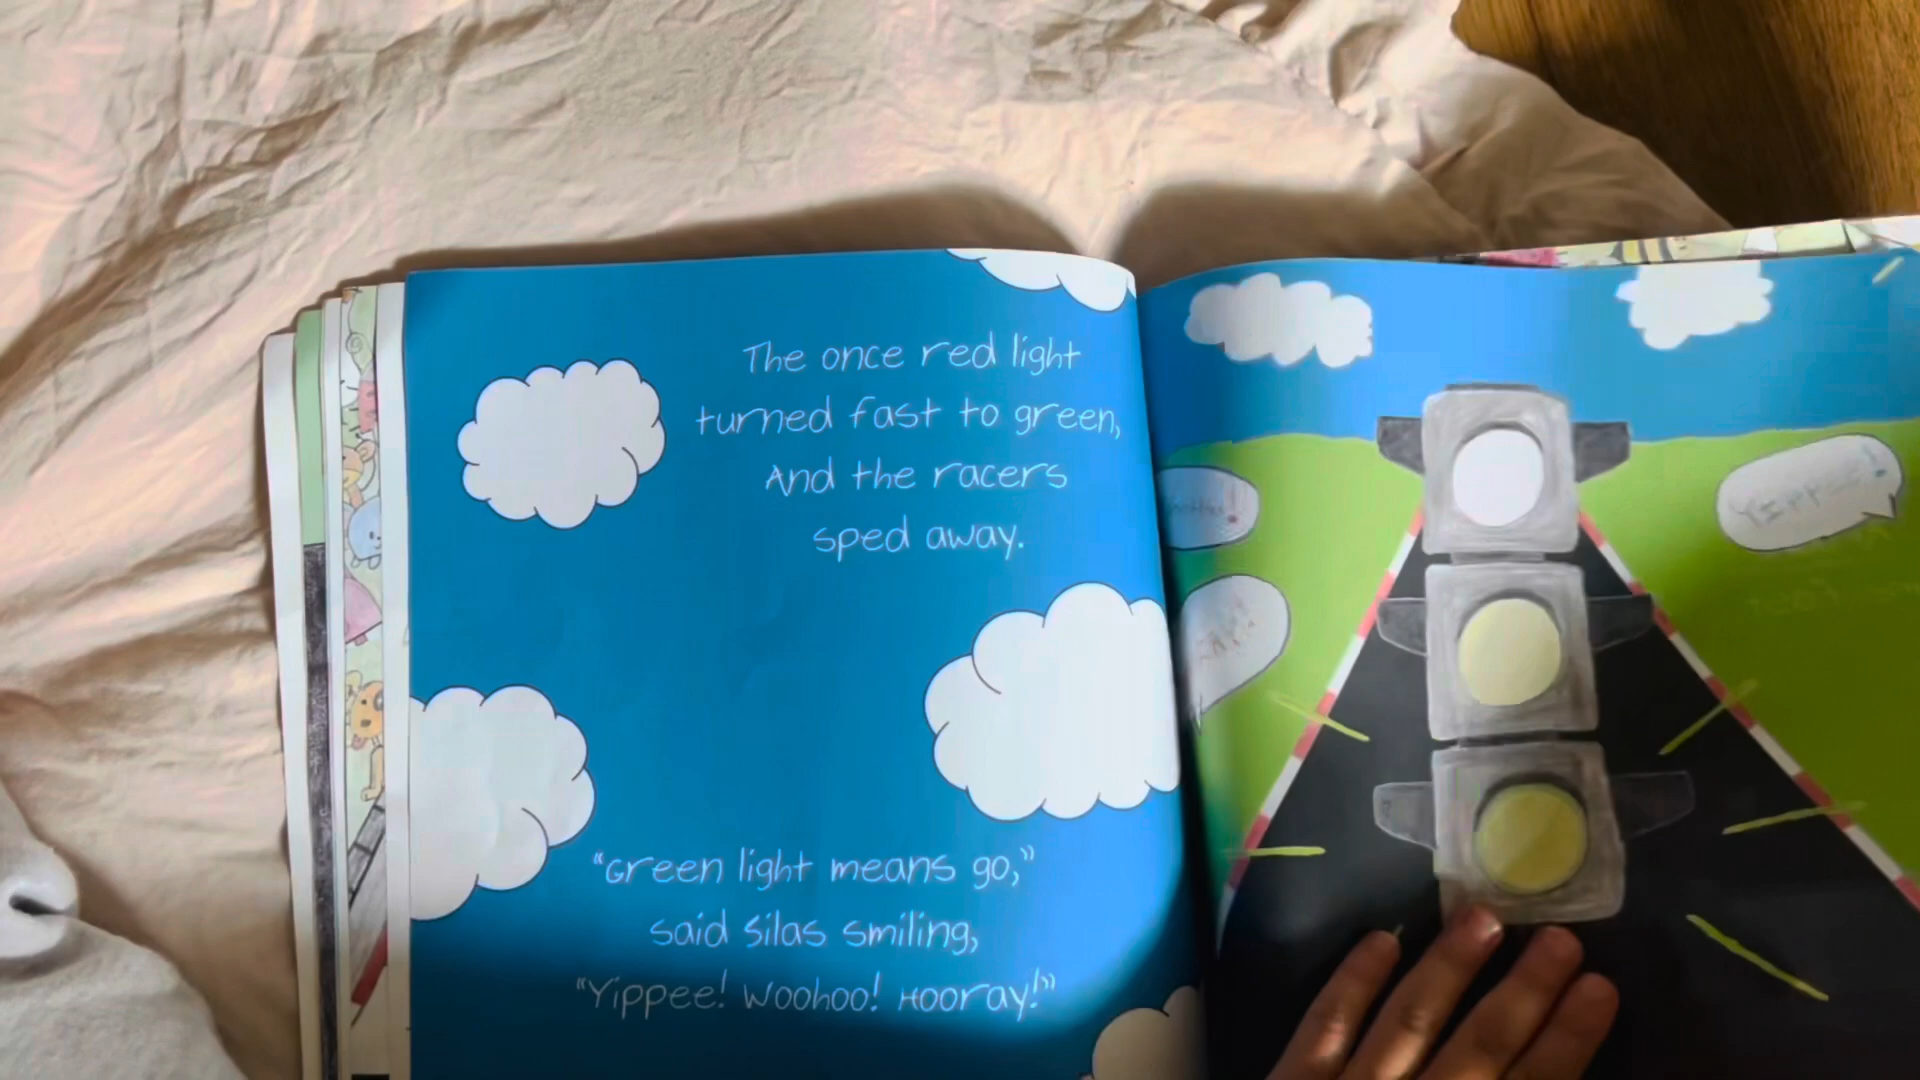 The once red light
turned fast to green,
And the racers
sped away.
"Green light means go,"
said Silas smiling,
"Yippee! Woohoo! Hooray!"